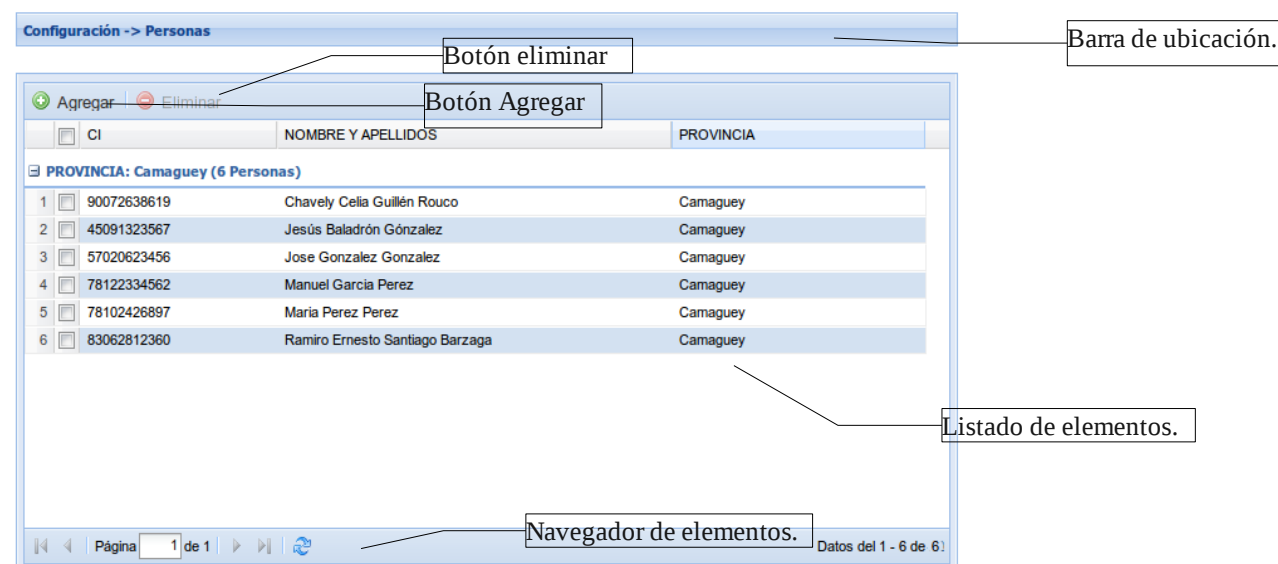 Configuración -> Personas
Barra de ubicación.
Botón eliminar
Agregar Eliminar
Botón Agregar
CI NOMBRE Y APELLIDOS PROVINCIA
PROVINCIA: Camaguey (6 Personas)
1 90072638619 Chavely Celia Guillén Rouco Camaguey
2 45091323567 Jesús Baladrón Gónzalez Camaguey
3 57020623456 Jose Gonzalez Gonzalez Camaguey
4 78122334562 Manuel Garcia Perez Camaguey
5 78102426897 Maria Perez Perez Camaguey
6 83062812360 Ramiro Ernesto Santiago Barzaga Camaguey
Listado de elementos.
Navegador de elementos.
Página 1 de 1 Datos del 1 - 6 de 6